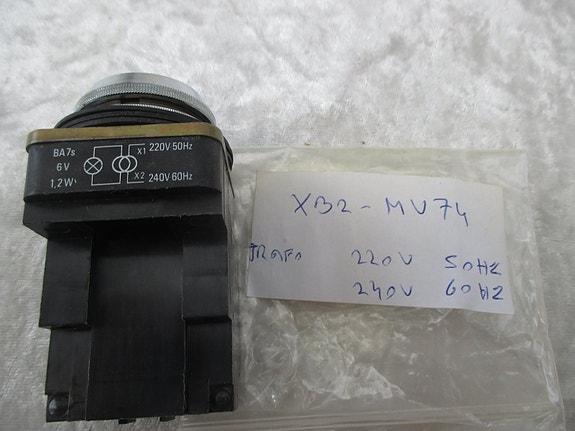 BA7s
6V
1,2W
X1 220V 50Hz
X2 240V 60Hz
XB2-MV74
TRAFO 220V 50HZ
240V 60HZ